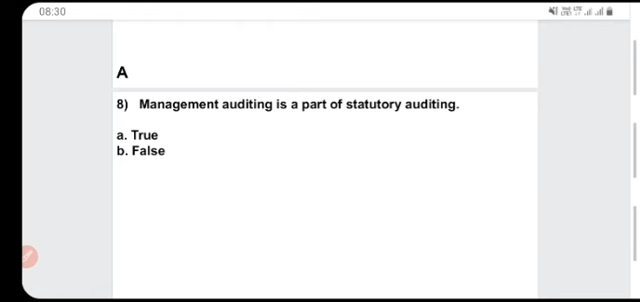 08:30
A
8) Management auditing is a part of statutory auditing.
a. True
b. False